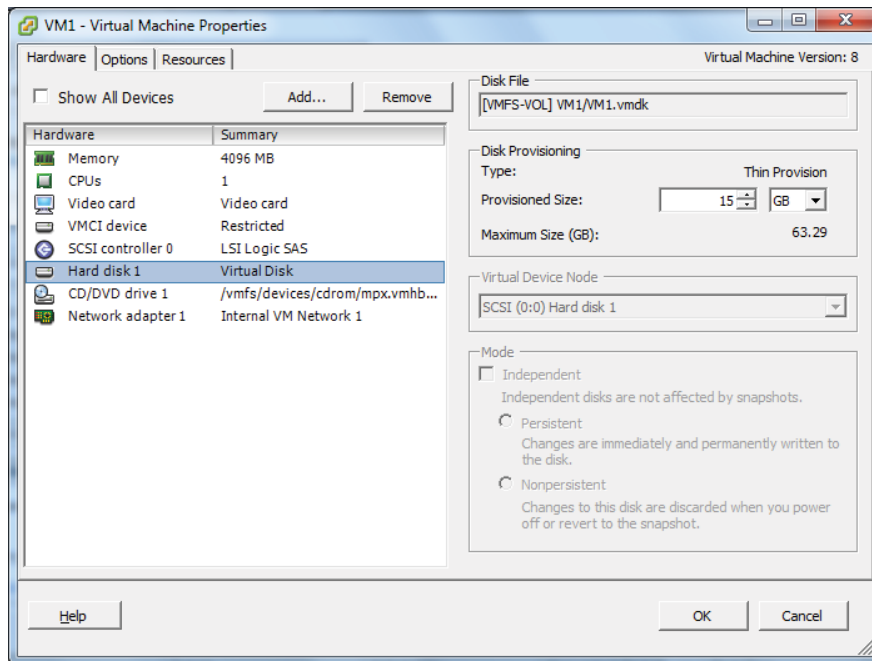 VM1 - Virtual Machine Properties
Hardware Options Resources
Virtual Machine Version: 8
Show All Devices
Add...
Remove
Hardware Summary
Memory 4096 MB
CPUs 1
Video card Video card
VMCI device Restricted
SCSI controller 0 LSI Logic SAS
Hard disk 1 Virtual Disk
CD/DVD drive 1 /vmfs/devices/cdrom/mpx.vmhb...
Network adapter 1 Internal VM Network 1
Disk File
[VMFS-VOL] VM1/VM1.vmdk
Disk Provisioning
Type: Thin Provision
Provisioned Size: 15 GB
Maximum Size (GB): 63.29
Virtual Device Node
SCSI (0:0) Hard disk 1
Mode
Independent
Independent disks are not affected by snapshots.
Persistent
Changes are immediately and permanently written to
the disk.
Nonpersistent
Changes to this disk are discarded when you power
off or revert to the snapshot.
Help
OK
Cancel